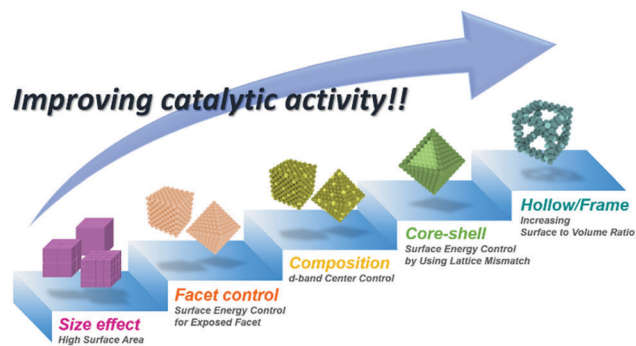 Improving catalytic activity!!
Hollow/Frame
Increasing
Surface to Volume Ratio
Core-shell
Surface Energy Control
by Using Lattice Mismatch
Composition
d-band Center Control
Facet control
Surface Energy Control
for Exposed Facet
Size effect
High Surface Area